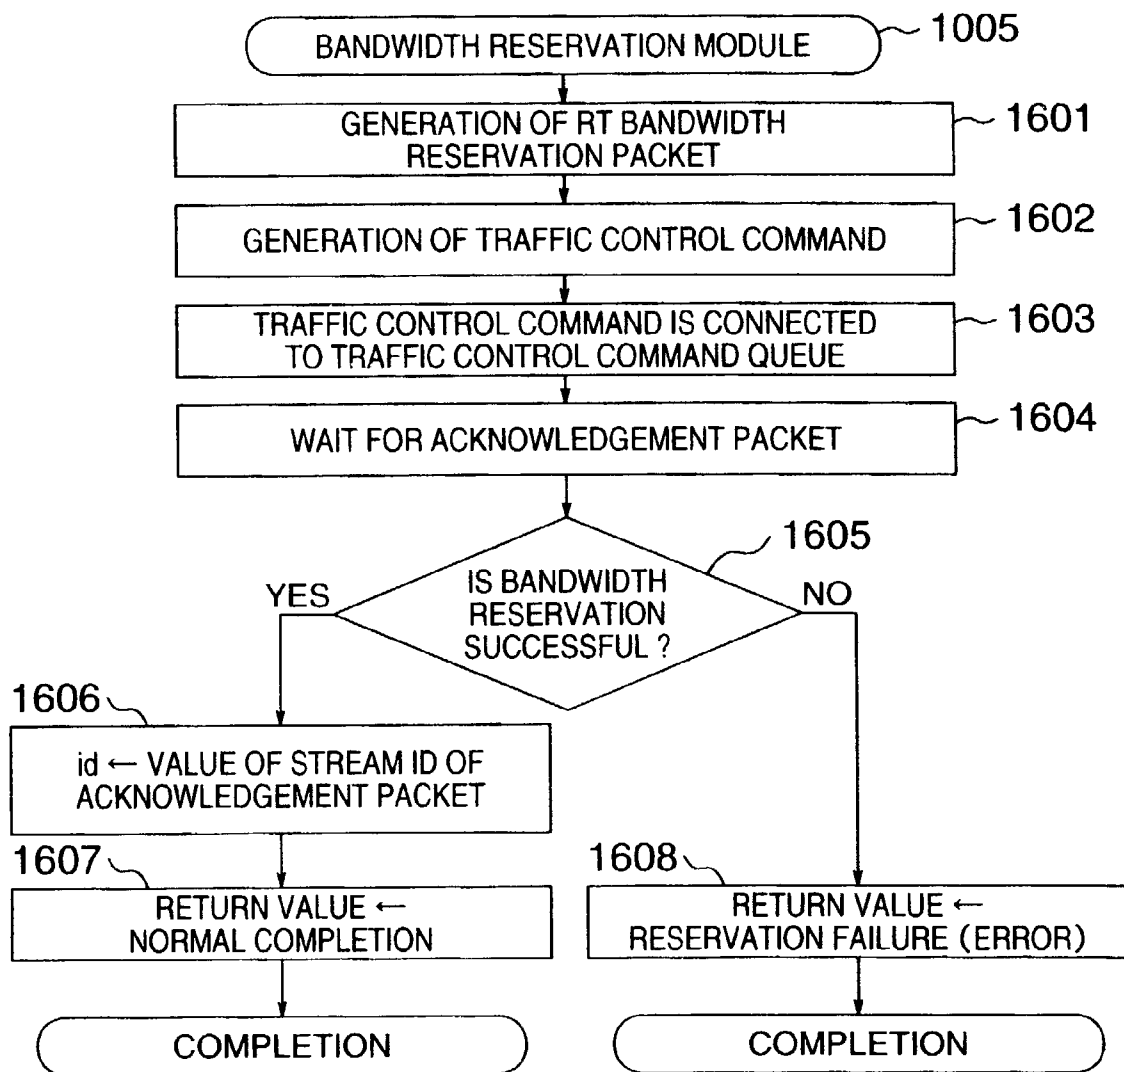 BANDWIDTH RESERVATION MODULE
1005
GENERATION OF RT BANDWIDTH
RESERVATION PACKET
1601
GENERATION OF TRAFFIC CONTROL COMMAND
1602
TRAFFIC CONTROL COMMAND IS CONNECTED
TO TRAFFIC CONTROL COMMAND QUEUE
1603
WAIT FOR ACKNOWLEDGEMENT PACKET
1604
1605
IS BANDWIDTH
RESERVATION
SUCCESSFUL ?
YES
NO
1606
id ← VALUE OF STREAM ID OF
ACKNOWLEDGEMENT PACKET
1607
RETURN VALUE ←
NORMAL COMPLETION
1608
RETURN VALUE ←
RESERVATION FAILURE (ERROR)
COMPLETION
COMPLETION